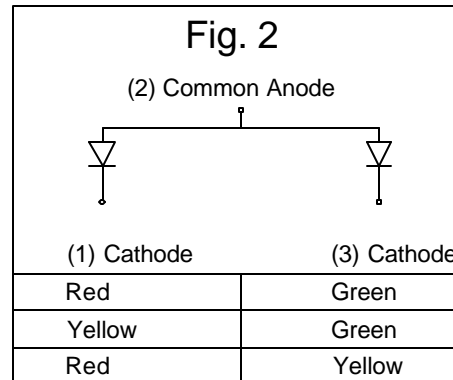 Fig. 2
(2) Common Anode
(1) Cathode (3) Cathode
Red Green
Yellow Green
Red Yellow